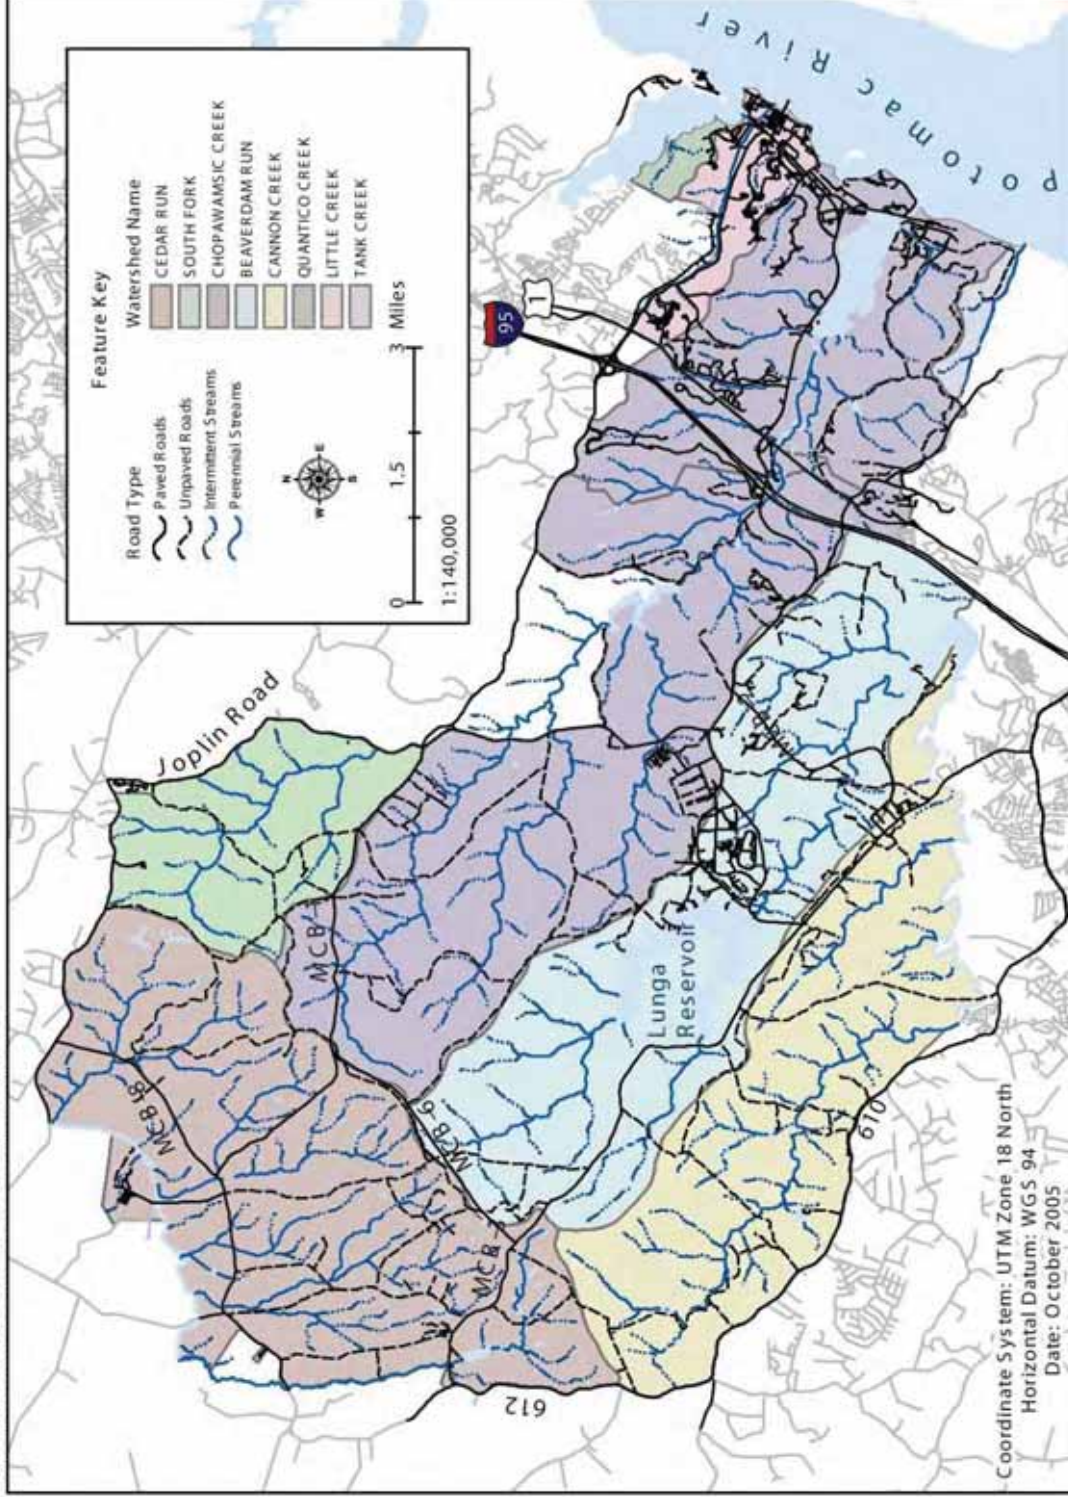 Feature Key
Road Type
Paved Roads
Unpaved Roads
Intermittent Streams
Perennial Streams
Watershed Name
CEDAR RUN
SOUTH FORK
CHOPAWAMSIC CREEK
BEAVERDAM RUN
CANNON CREEK
QUANTICO CREEK
LITTLE CREEK
TANK CREEK
N
W
E
S
0
1.5
3 Miles
1:140,000
Joplin Road
95
1
Potomac River
MCB-8
MCB
MCB-6
MCB
Lunga
Reservoir
612
610
Coordinate System: UTM Zone 18 North
Horizontal Datum: WGS 94
Date: October 2005